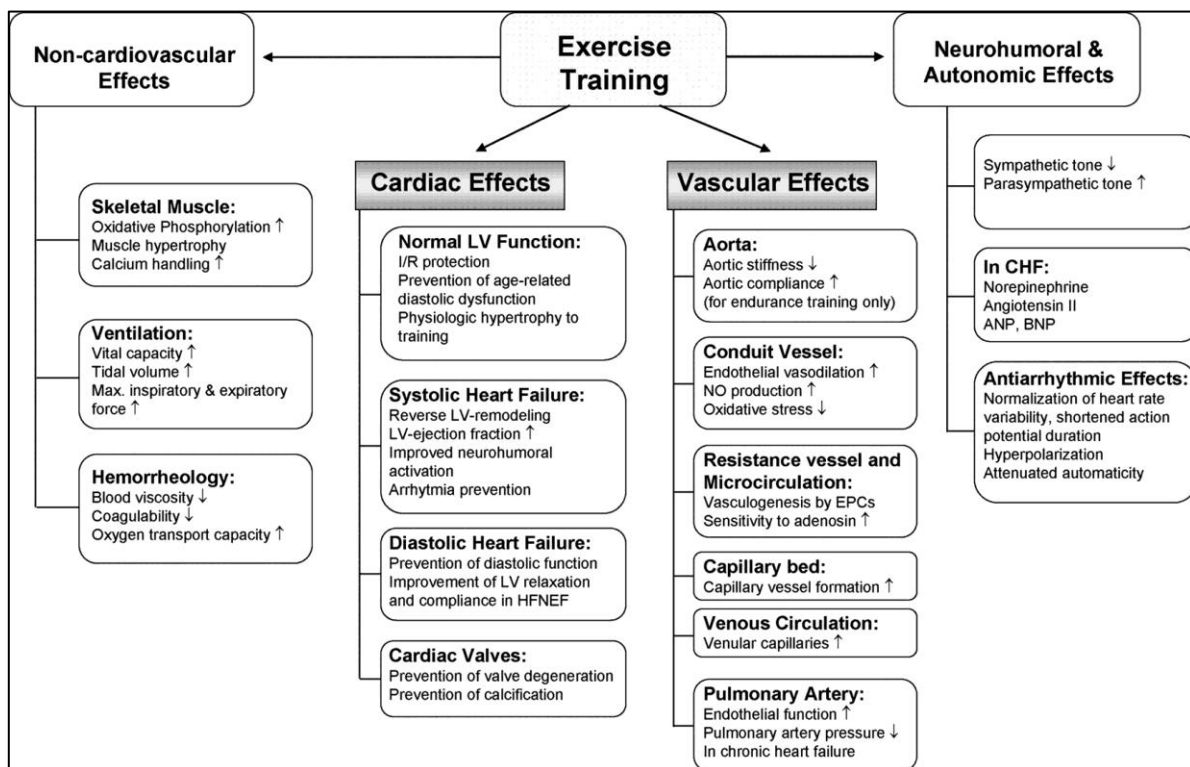 Exercise
Training
Non-cardiovascular
Effects
Skeletal Muscle:
Oxidative Phosphorylation ↑
Muscle hypertrophy
Calcium handling ↑
Ventilation:
Vital capacity ↑
Tidal volume ↑
Max. inspiratory & expiratory
force ↑
Hemorrheology:
Blood viscosity ↓
Coagulability ↓
Oxygen transport capacity ↑
Cardiac Effects
Normal LV Function:
I/R protection
Prevention of age-related
diastolic dysfunction
Physiologic hypertrophy to
training
Systolic Heart Failure:
Reverse LV-remodeling
LV-ejection fraction ↑
Improved neurohumoral
activation
Arrhytmia prevention
Diastolic Heart Failure:
Prevention of diastolic function
Improvement of LV relaxation
and compliance in HFNEF
Cardiac Valves:
Prevention of valve degeneration
Prevention of calcification
Vascular Effects
Aorta:
Aortic stiffness ↓
Aortic compliance ↑
(for endurance training only)
Conduit Vessel:
Endothelial vasodilation ↑
NO production ↑
Oxidative stress ↓
Resistance vessel and
Microcirculation:
Vasculogenesis by EPCs
Sensitivity to adenosin ↑
Capillary bed:
Capillary vessel formation ↑
Venous Circulation:
Venular capillaries ↑
Pulmonary Artery:
Endothelial function ↑
Pulmonary artery pressure ↓
In chronic heart failure
Neurohumoral &
Autonomic Effects
Sympathetic tone ↓
Parasympathetic tone ↑
In CHF:
Norepinephrine
Angiotensin II
ANP, BNP
Antiarrhythmic Effects:
Normalization of heart rate
variability, shortened action
potential duration
Hyperpolarization
Attenuated automaticity